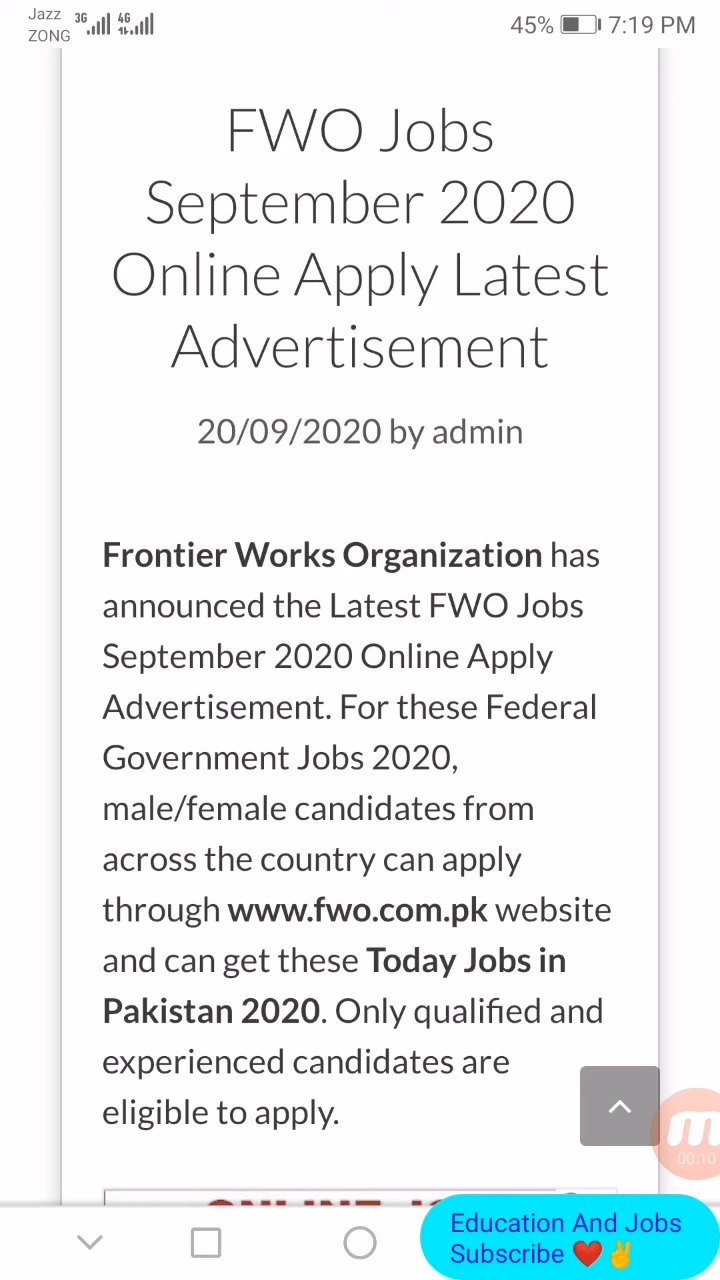 Jazz 3G 4G
ZONG
45% 7:19 PM
FWO Jobs
September 2020
Online Apply Latest
Advertisement
20/09/2020 by admin
Frontier Works Organization has
announced the Latest FWO Jobs
September 2020 Online Apply
Advertisement. For these Federal
Government Jobs 2020,
male/female candidates from
across the country can apply
through www.fwo.com.pk website
and can get these Today Jobs in
Pakistan 2020. Only qualified and
experienced candidates are
eligible to apply.
00:10
Education And Jobs
Subscribe ❤️✌️